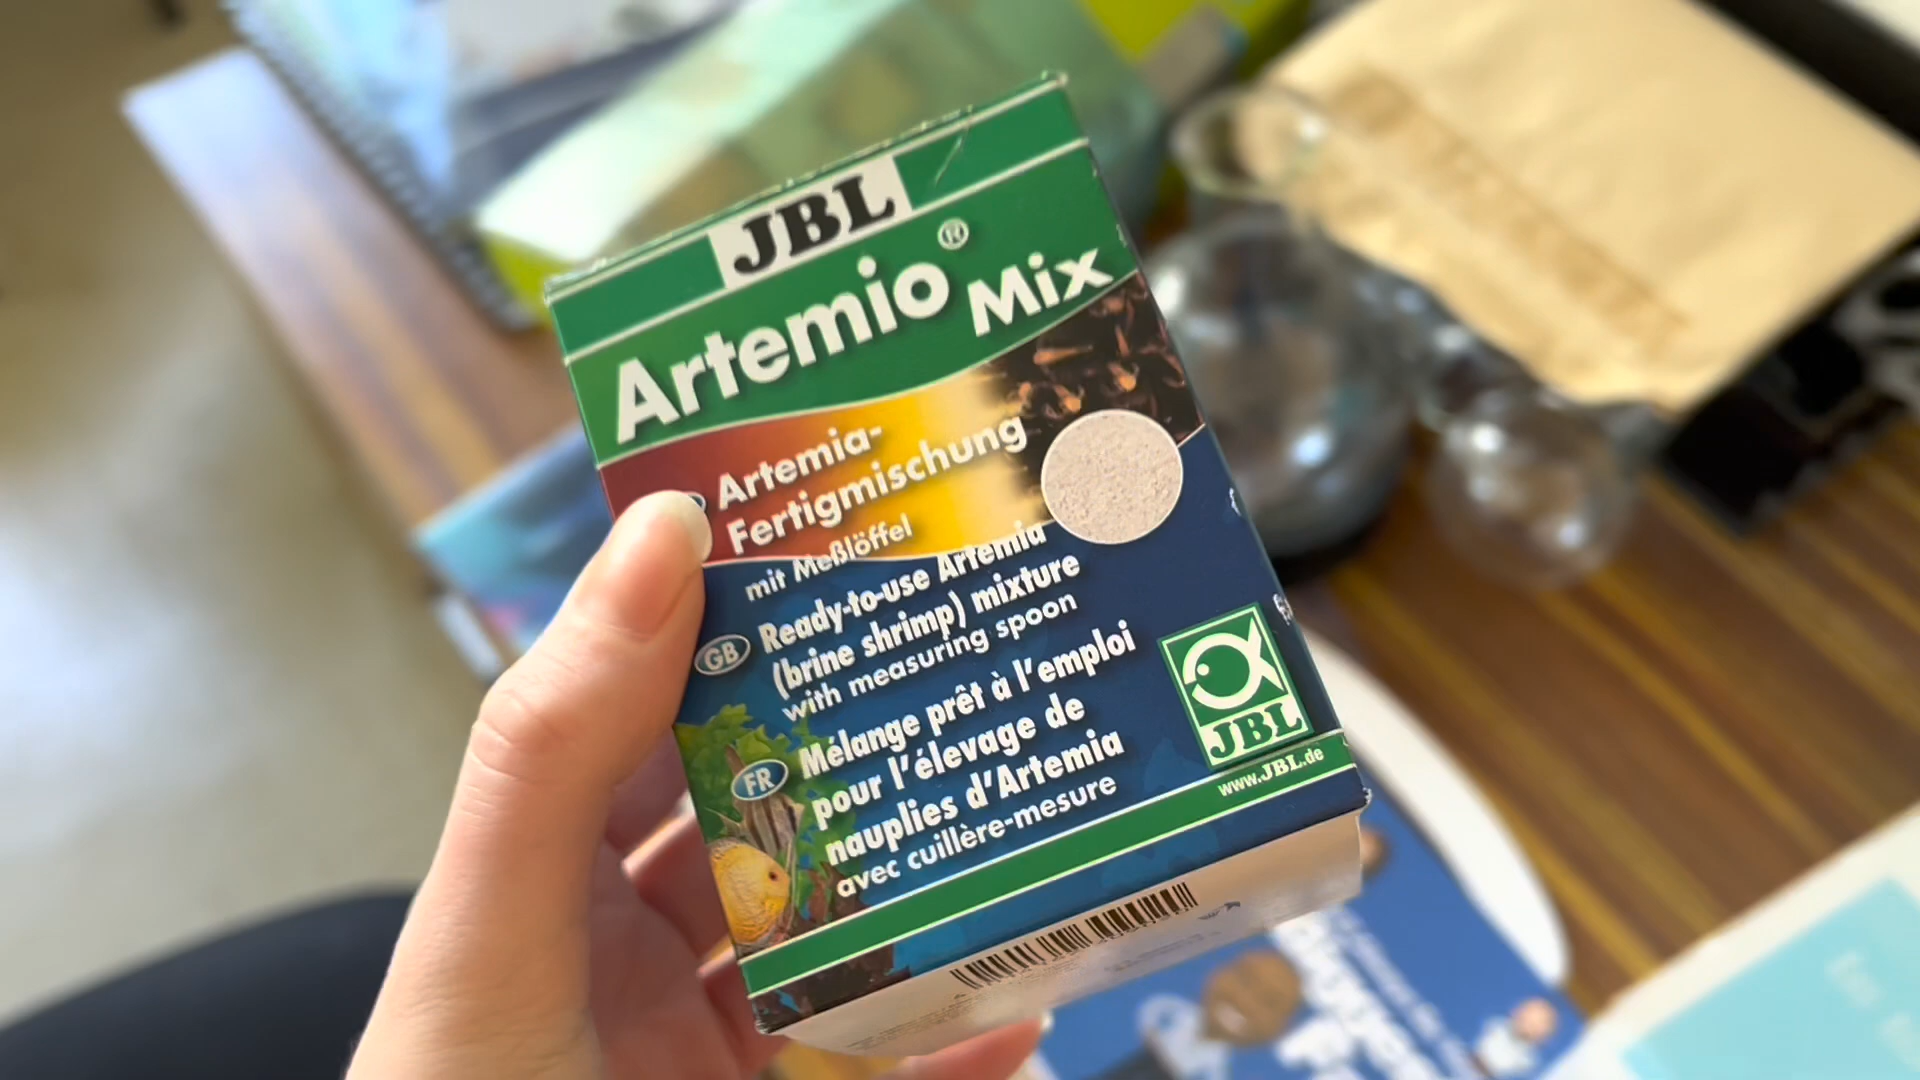 JBL
Artemio® Mix
Artemia-
Fertigmischung
mit Meßlöffel
GB Ready-to-use Artemia
(brine shrimp) mixture
with measuring spoon
FR Mélange prêt à l'emploi
pour l'élevage de
nauplies d'Artemia
avec cuillère-mesure
JBL
www.JBL.de